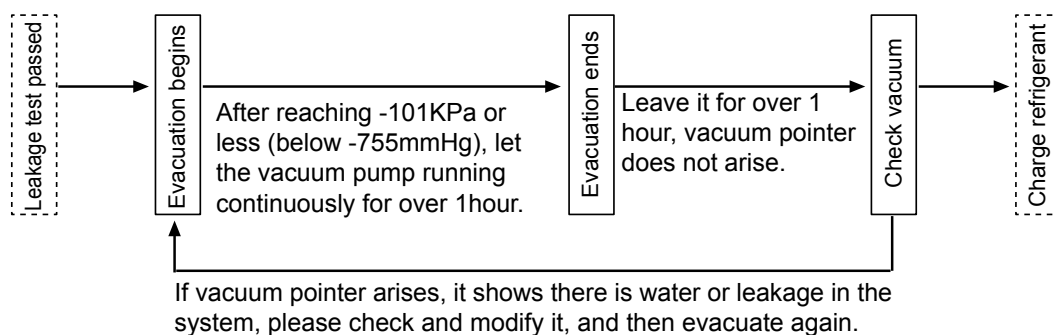 Leakage test passed
Evacuation begins
After reaching -101KPa or
less (below -755mmHg), let
the vacuum pump running
continuously for over 1hour.
Evacuation ends
Leave it for over 1
hour, vacuum pointer
does not arise.
Check vacuum
Charge refrigerant
If vacuum pointer arises, it shows there is water or leakage in the
system, please check and modify it, and then evacuate again.